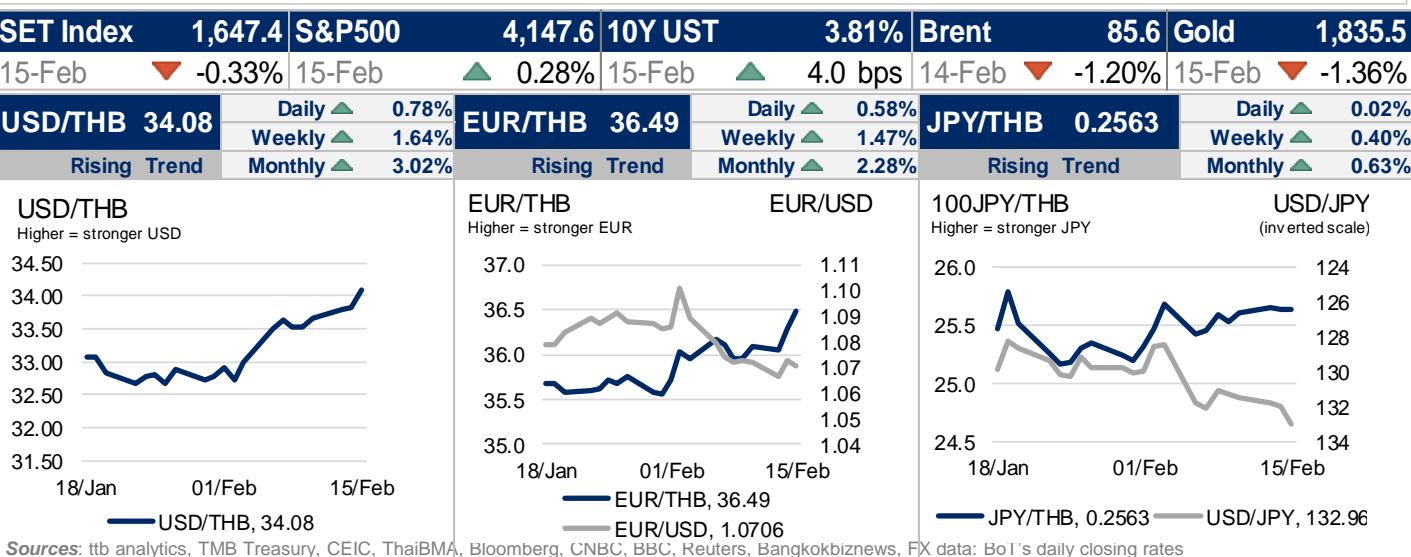 SET Index 1,647.4 S&P500 4,147.6 10Y UST 3.81% Brent 85.6 Gold 1,835.5
15-Feb -0.33% 15-Feb 0.28% 15-Feb 4.0 bps 14-Feb -1.20% 15-Feb -1.36%
USD/THB 34.08
Daily 0.78%
Weekly 1.64%
Rising Trend Monthly 3.02%
EUR/THB 36.49
Daily 0.58%
Weekly 1.47%
Rising Trend Monthly 2.28%
JPY/THB 0.2563
Daily 0.02%
Weekly 0.40%
Rising Trend Monthly 0.63%
USD/THB
Higher = stronger USD
34.50
34.00
33.50
33.00
32.50
32.00
31.50
18/Jan 01/Feb 15/Feb
USD/THB, 34.08
EUR/THB EUR/USD
Higher = stronger EUR
37.0 1.11
36.5 1.10
1.09
36.0 1.08
1.07
35.5 1.06
1.05
35.0 1.04
18/Jan 01/Feb 15/Feb
EUR/THB, 36.49
EUR/USD, 1.0706
100JPY/THB USD/JPY
Higher = stronger JPY (inverted scale)
26.0 124
126
25.5 128
130
25.0 132
24.5 134
18/Jan 01/Feb 15/Feb
JPY/THB, 0.2563 USD/JPY, 132.96
Sources: ttb analytics, TMB Treasury, CEIC, ThaiBMA, Bloomberg, CNBC, BBC, Reuters, Bangkokbiznews, FX data: BoT's daily closing rates